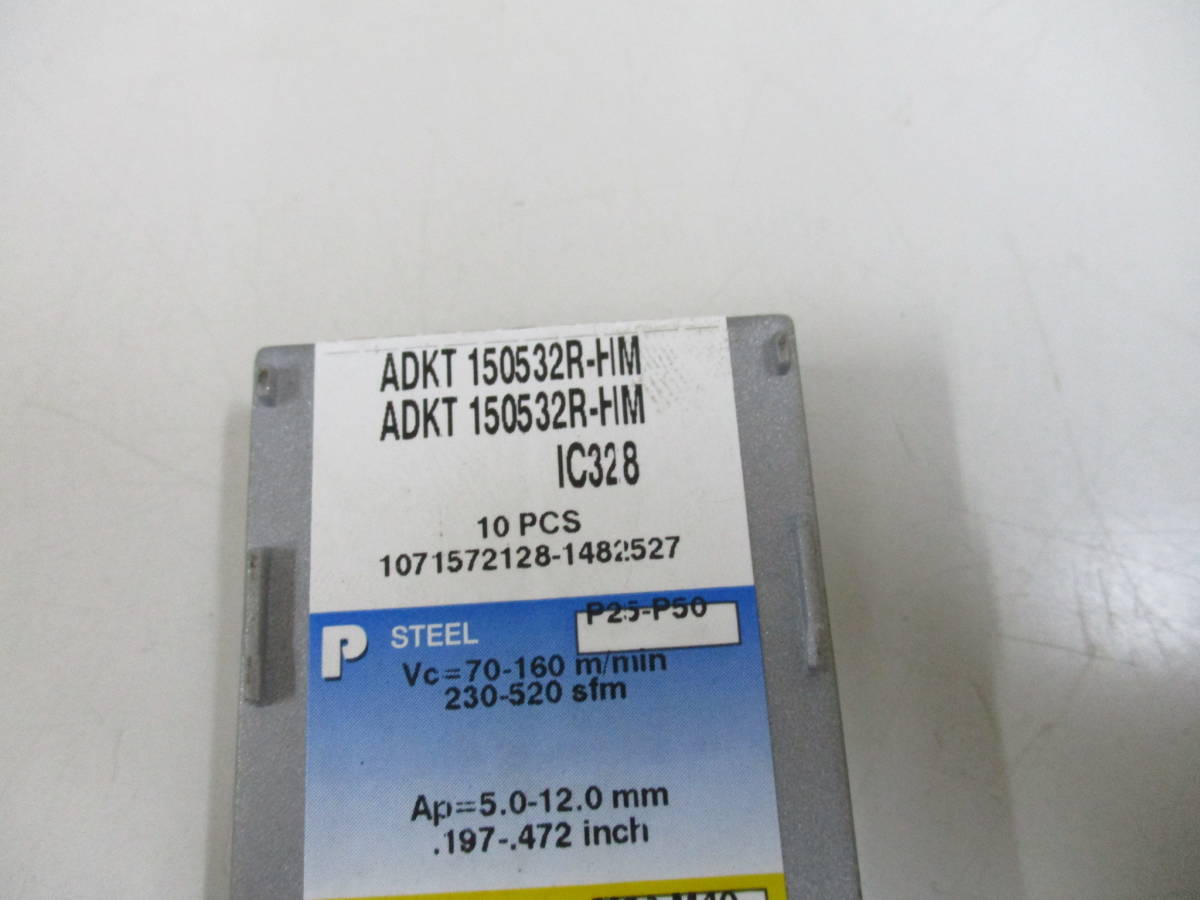 ADKT 150532R-HM
ADKT 150532R-HM
IC328
10 PCS
1071572128-1482527
P STEEL P25-P50
Vc=70-160 m/min
230-520 sfm
Ap=5.0-12.0 mm
.197-.472 inch